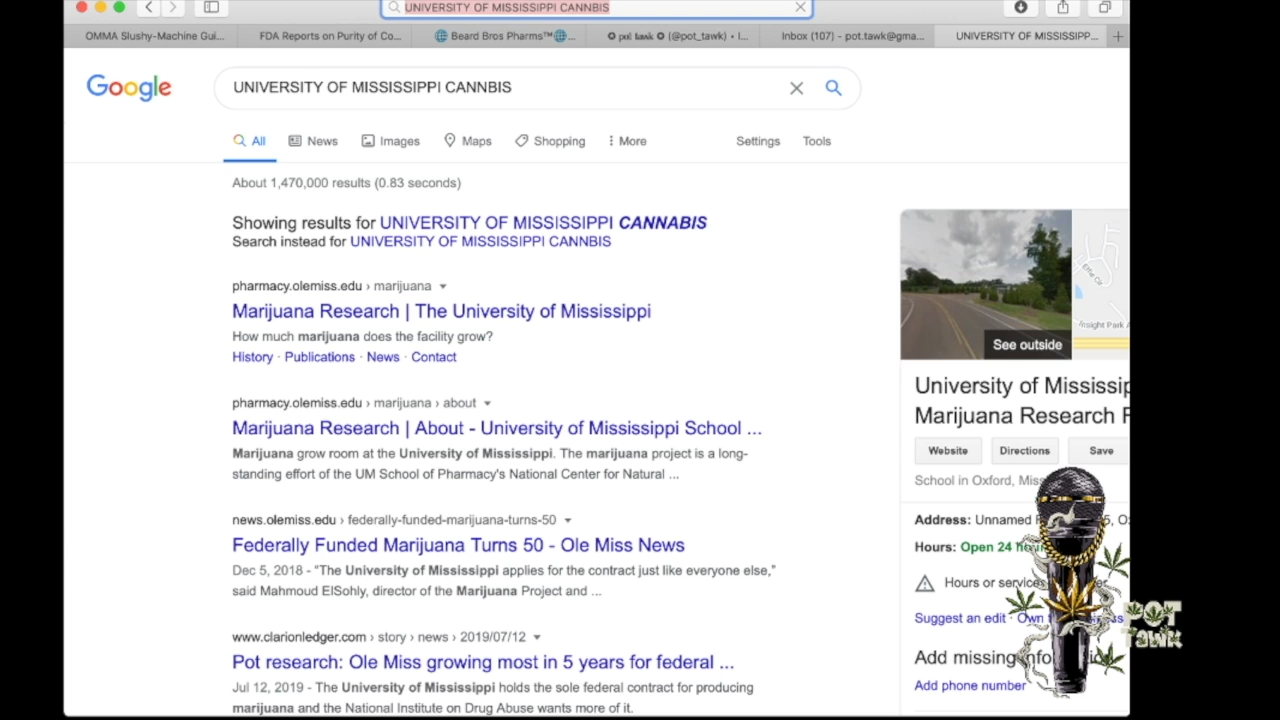 UNIVERSITY OF MISSISSIPPI CANNBIS
OMMA Slushy-Machine Gui...
FDA Reports on Purity of Co...
Beard Bros Pharms™ ...
pot tawk (@pot_tawk) • I...
Inbox (107) - pot.tawk@gma...
UNIVERSITY OF MISSISSIPP...
Google
UNIVERSITY OF MISSISSIPPI CANNBIS
All News Images Maps Shopping More Settings Tools
About 1,470,000 results (0.83 seconds)
Showing results for UNIVERSITY OF MISSISSIPPI CANNABIS
Search instead for UNIVERSITY OF MISSISSIPPI CANNBIS
pharmacy.olemiss.edu › marijuana
Marijuana Research | The University of Mississippi
How much marijuana does the facility grow?
History · Publications · News · Contact
pharmacy.olemiss.edu › marijuana › about
Marijuana Research | About - University of Mississippi School ...
Marijuana grow room at the University of Mississippi. The marijuana project is a long-
standing effort of the UM School of Pharmacy's National Center for Natural ...
news.olemiss.edu › federally-funded-marijuana-turns-50
Federally Funded Marijuana Turns 50 - Ole Miss News
Dec 5, 2018 - "The University of Mississippi applies for the contract just like everyone else,"
said Mahmoud ElSohly, director of the Marijuana Project and ...
www.clarionledger.com › story › news › 2019/07/12
Pot research: Ole Miss growing most in 5 years for federal ...
Jul 12, 2019 - The University of Mississippi holds the sole federal contract for producing
marijuana and the National Institute on Drug Abuse wants more of it.
See outside
Elfie Cir
Insight Park A
University of Mississip
Marijuana Research F
Website Directions Save
School in Oxford, Miss
Address: Unnamed
Hours: Open 24
Hours or
Suggest an edit · Own
Add missing
Add phone number
POT
TAWK